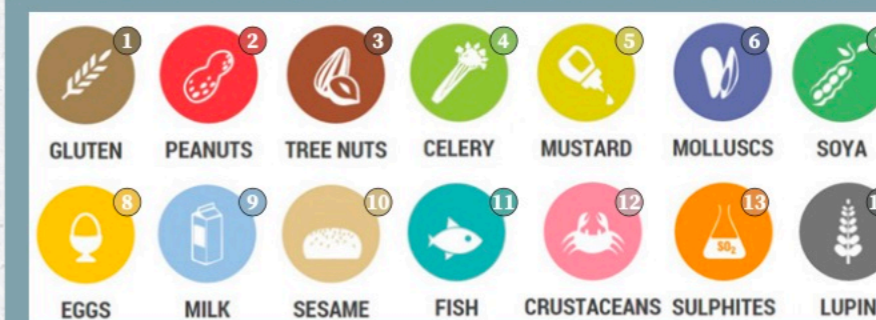 1 2 3 4 5 6
GLUTEN PEANUTS TREE NUTS CELERY MUSTARD MOLLUSCS SOYA
8 9 10 11 12 13
SO₂
EGGS MILK SESAME FISH CRUSTACEANS SULPHITES LUPIN